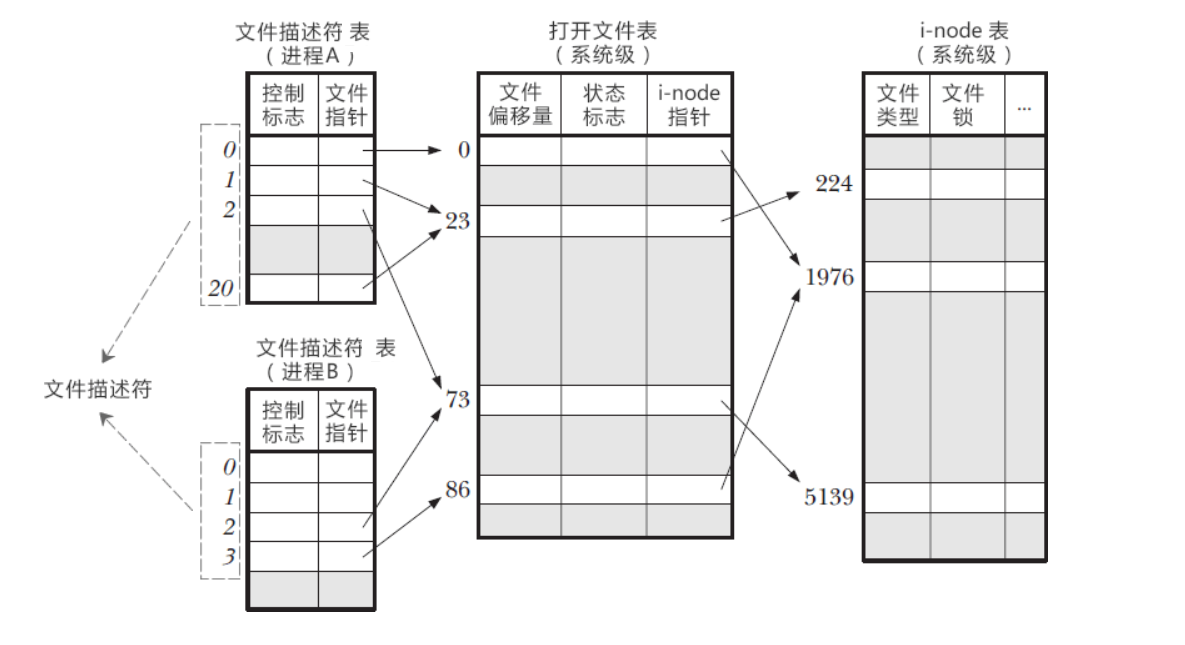 文件描述符 表
（进程A）
控制
标志
文件
指针
0
1
2
20
文件描述符
文件描述符 表
（进程B）
控制
标志
文件
指针
0
1
2
3
打开文件表
（系统级）
文件
偏移量
状态
标志
i-node
指针
0
23
73
86
i-node 表
（系统级）
文件
类型
文件
锁
...
224
1976
5139